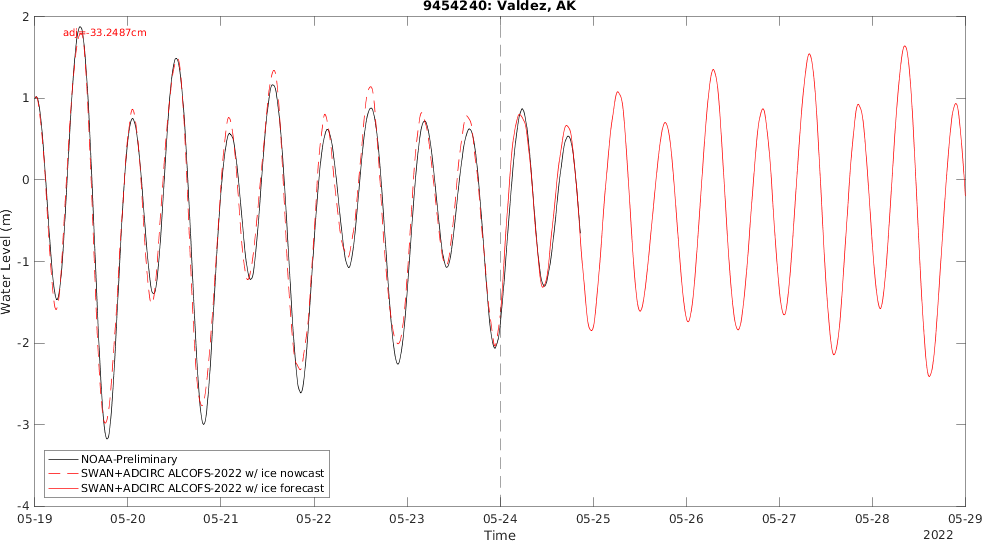 9454240: Valdez, AK
adj=-33.2487cm
2
1
0
-1
-2
-3
-4
Water Level (m)
NOAA-Preliminary
SWAN+ADCIRC ALCOFS-2022 w/ ice nowcast
SWAN+ADCIRC ALCOFS-2022 w/ ice forecast
05-19 05-20 05-21 05-22 05-23 05-24 05-25 05-26 05-27 05-28 05-29
Time
2022